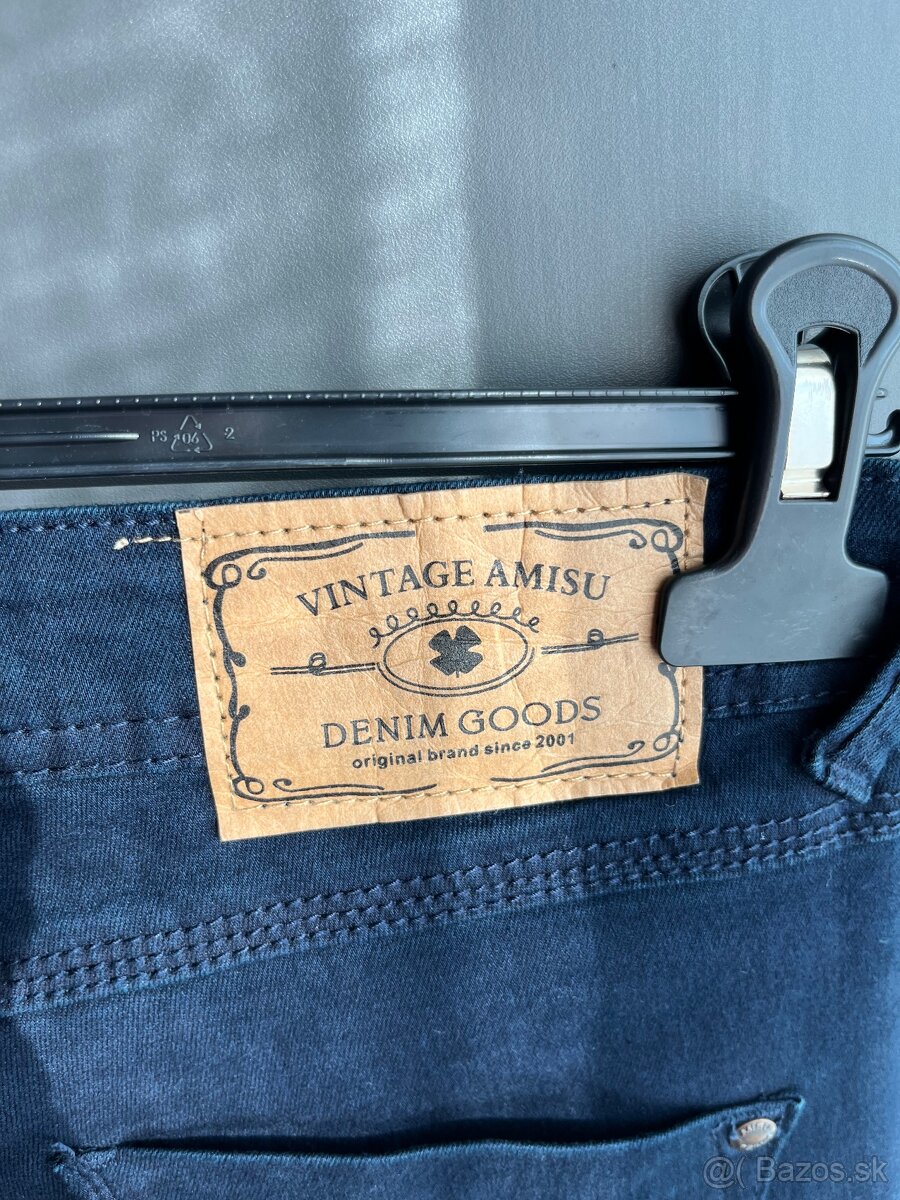 PS 06 2
VINTAGE AMISU
DENIM GOODS
original brand since 2001
@( Bazos.sk